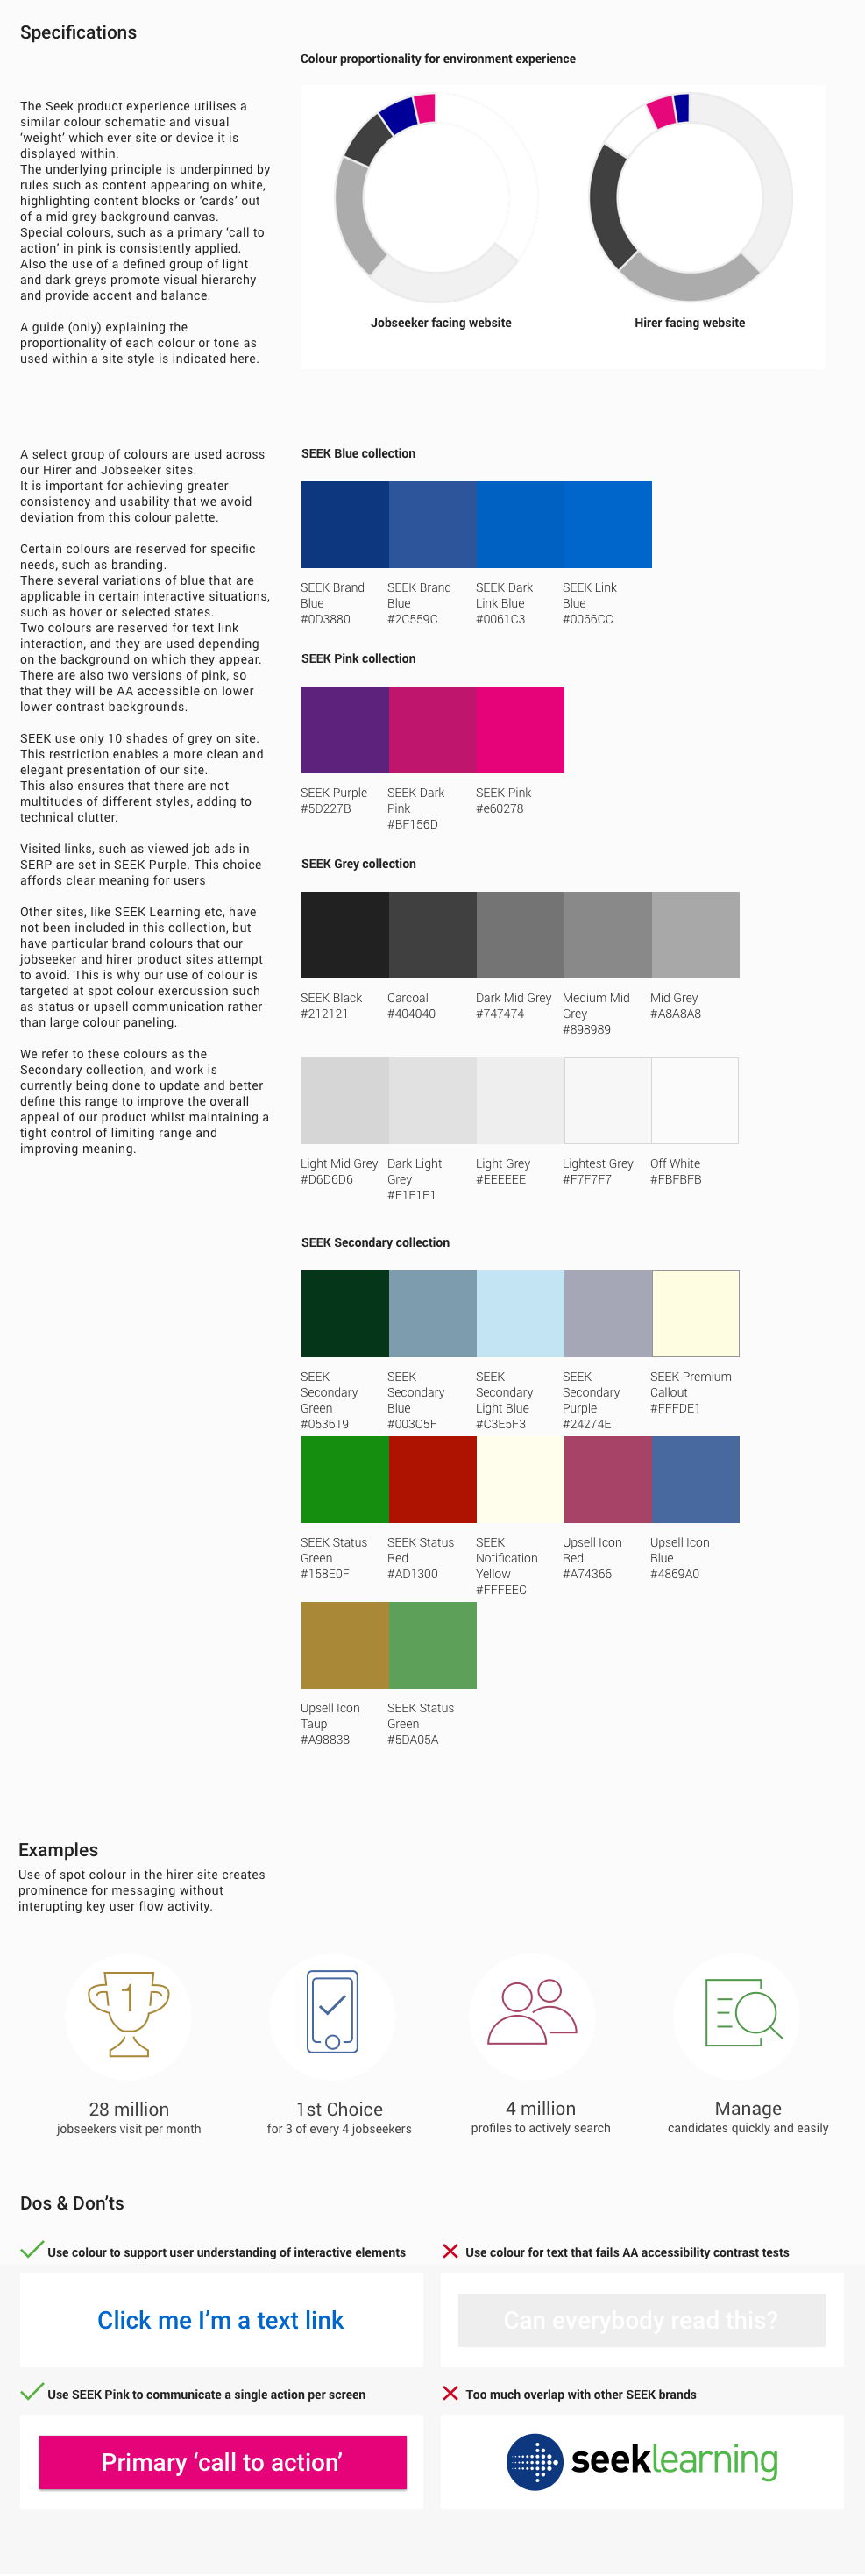 Specifications
Colour proportionality for environment experience
The Seek product experience utilises a
similar colour schematic and visual
‘weight’ which ever site or device it is
displayed within.
The underlying principle is underpinned by
rules such as content appearing on white,
highlighting content blocks or ‘cards’ out
of a mid grey background canvas.
Special colours, such as a primary ‘call to
action’ in pink is consistently applied.
Also the use of a defined group of light
and dark greys promote visual hierarchy
and provide accent and balance.
A guide (only) explaining the
proportionality of each colour or tone as
used within a site style is indicated here.
Jobseeker facing website
Hirer facing website
A select group of colours are used across
our Hirer and Jobseeker sites.
It is important for achieving greater
consistency and usability that we avoid
deviation from this colour palette.
Certain colours are reserved for specific
needs, such as branding.
There several variations of blue that are
applicable in certain interactive situations,
such as hover or selected states.
Two colours are reserved for text link
interaction, and they are used depending
on the background on which they appear.
There are also two versions of pink, so
that they will be AA accessible on lower
lower contrast backgrounds.
SEEK use only 10 shades of grey on site.
This restriction enables a more clean and
elegant presentation of our site.
This also ensures that there are not
multitudes of different styles, adding to
technical clutter.
Visited links, such as viewed job ads in
SERP are set in SEEK Purple. This choice
affords clear meaning for users
Other sites, like SEEK Learning etc, have
not been included in this collection, but
have particular brand colours that our
jobseeker and hirer product sites attempt
to avoid. This is why our use of colour is
targeted at spot colour exercussion such
as status or upsell communication rather
than large colour paneling.
We refer to these colours as the
Secondary collection, and work is
currently being done to update and better
define this range to improve the overall
appeal of our product whilst maintaining a
tight control of limiting range and
improving meaning.
SEEK Blue collection
SEEK Brand
Blue
#0D3880
SEEK Brand
Blue
#2C559C
SEEK Dark
Link Blue
#0061C3
SEEK Link
Blue
#0066CC
SEEK Pink collection
SEEK Purple
#5D227B
SEEK Dark
Pink
#BF156D
SEEK Pink
#e60278
SEEK Grey collection
SEEK Black
#212121
Carcoal
#404040
Dark Mid Grey
#747474
Medium Mid
Grey
#898989
Mid Grey
#A8A8A8
Light Mid Grey
#D6D6D6
Dark Light
Grey
#E1E1E1
Light Grey
#EEEEEE
Lightest Grey
#F7F7F7
Off White
#FBFBFB
SEEK Secondary collection
SEEK
Secondary
Green
#053619
SEEK
Secondary
Blue
#003C5F
SEEK
Secondary
Light Blue
#C3E5F3
SEEK
Secondary
Purple
#24274E
SEEK Premium
Callout
#FFFDE1
SEEK Status
Green
#158E0F
SEEK Status
Red
#AD1300
SEEK
Notification
Yellow
#FFFEEC
Upsell Icon
Red
#A74366
Upsell Icon
Blue
#4869A0
Upsell Icon
Taup
#A98838
SEEK Status
Green
#5DA05A
Examples
Use of spot colour in the hirer site creates
prominence for messaging without
interupting key user flow activity.
1
28 million
jobseekers visit per month
1st Choice
for 3 of every 4 jobseekers
4 million
profiles to actively search
Manage
candidates quickly and easily
Dos & Don’ts
Use colour to support user understanding of interactive elements
Click me I’m a text link
Use colour for text that fails AA accessibility contrast tests
Can everybody read this?
Use SEEK Pink to communicate a single action per screen
Primary ‘call to action’
Too much overlap with other SEEK brands
seeklearning